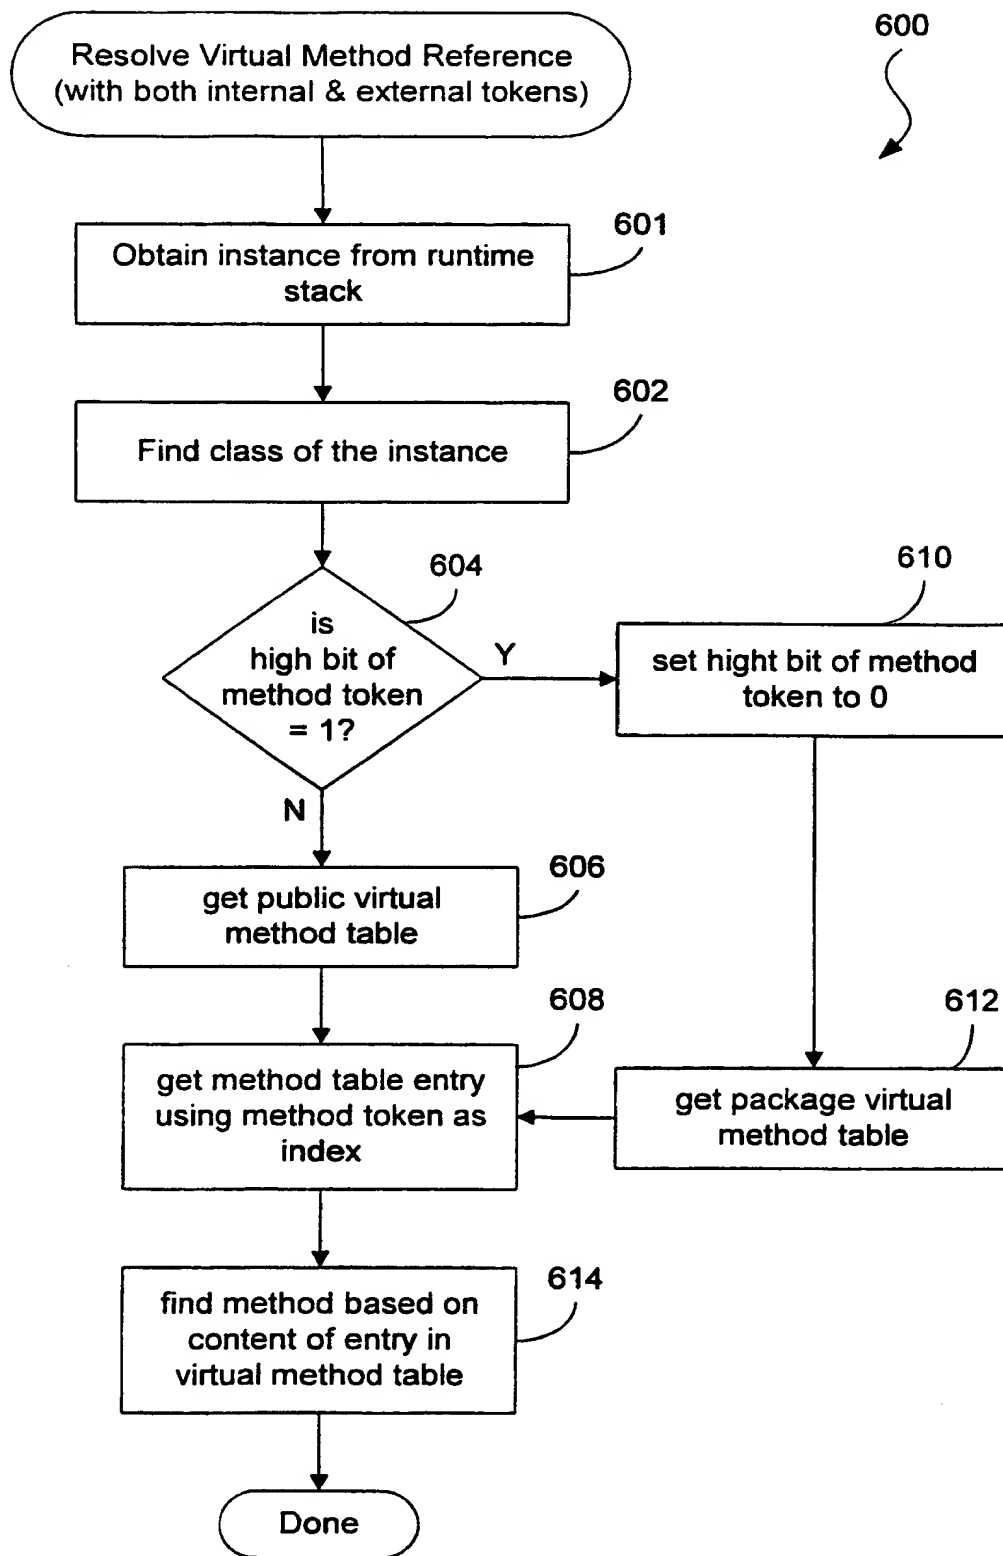 600
Resolve Virtual Method Reference
(with both internal & external tokens)
601
Obtain instance from runtime
stack
602
Find class of the instance
604
is
high bit of
method token
= 1?
Y
N
610
set hight bit of method
token to 0
606
get public virtual
method table
608
get method table entry
using method token as
index
612
get package virtual
method table
614
find method based on
content of entry in
virtual method table
Done